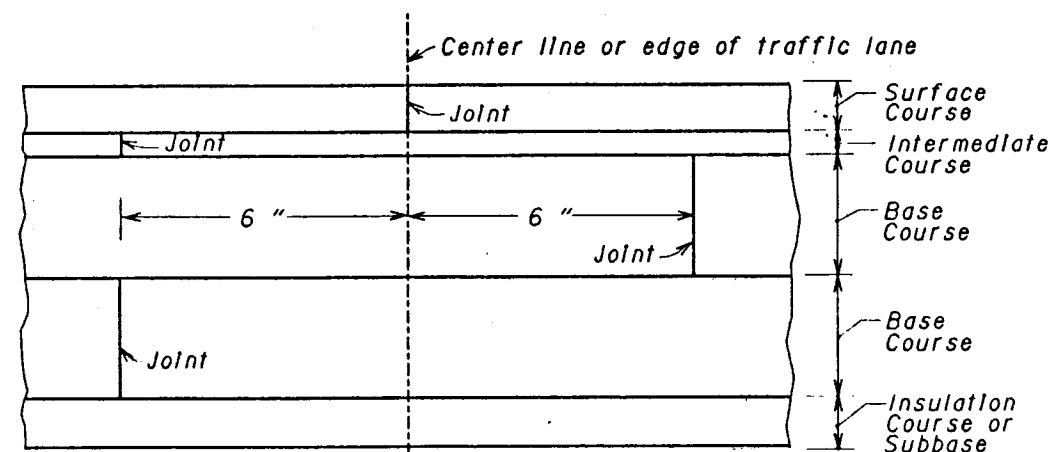 Center line or edge of traffic lane
Surface
Course
Joint
Joint
Intermediate
Course
6 "
6 "
Base
Course
Joint
Base
Course
Joint
Insulation
Course or
Subbase